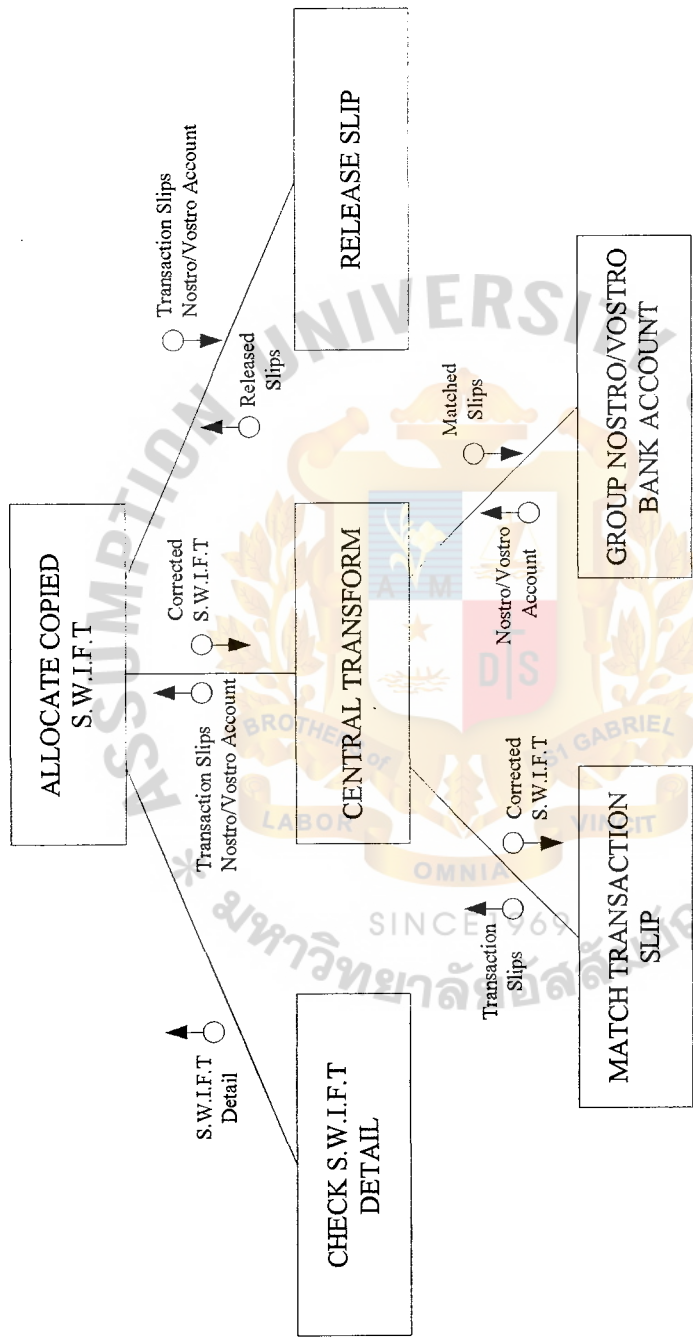 ALLOCATE COPIED
S.W.I.F.T
Transaction Slips
Nostro/Vostro Account
Released
Slips
Corrected
S.W.I.F.T
Transaction Slips
Nostro/Vostro Account
S.W.I.F.T
Detail
CHECK S.W.I.F.T
DETAIL
CENTRAL TRANSFORM
RELEASE SLIP
Transaction
Slips
Corrected
S.W.I.F.T
Matched
Slips
Nostro/Vostro
Account
MATCH TRANSACTION
SLIP
GROUP NOSTRO/VOSTRO
BANK ACCOUNT
ASSUMPTION UNIVERSITY
A M
D S
BROTHERS of
ST GABRIEL
LABOR
OMNIA
VINCIT
SINCE 1969